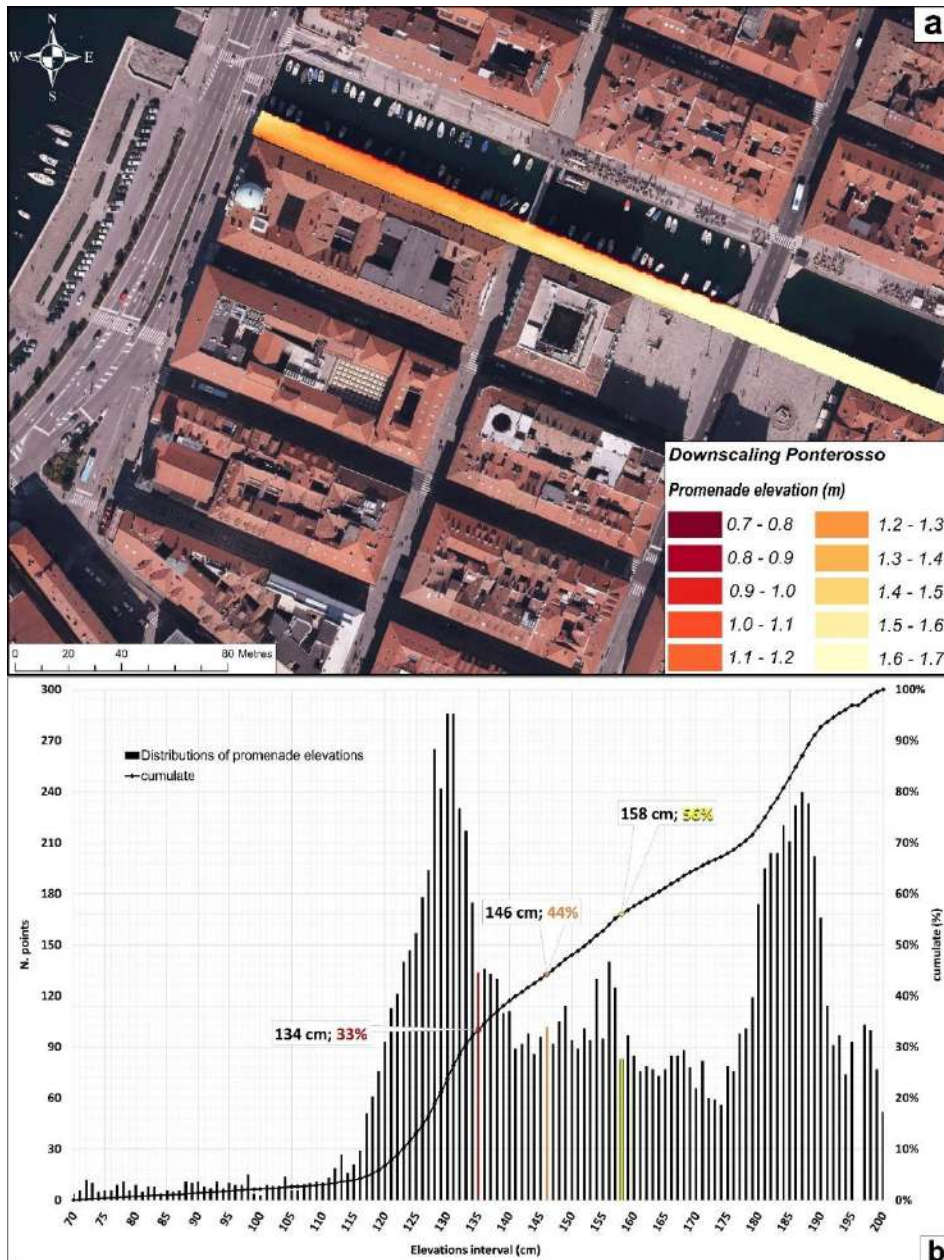 a
N
W E
S
0 20 40 80 Metres
Downscaling Ponterosso
Promenade elevation (m)
0.7 - 0.8 1.2 - 1.3
0.8 - 0.9 1.3 - 1.4
0.9 - 1.0 1.4 - 1.5
1.0 - 1.1 1.5 - 1.6
1.1 - 1.2 1.6 - 1.7
300 100%
270 90%
240 80%
210 70%
180 60%
150 50%
120 40%
90 30%
60 20%
30 10%
0 0%
Distributions of promenade elevations
cumulate
158 cm; 56%
146 cm; 44%
134 cm; 33%
N. points
cumulate (%)
70 75 80 85 90 95 100 105 110 115 120 125 130 135 140 145 150 155 160 165 170 175 180 185 190 195 200
Elevations interval (cm)
b